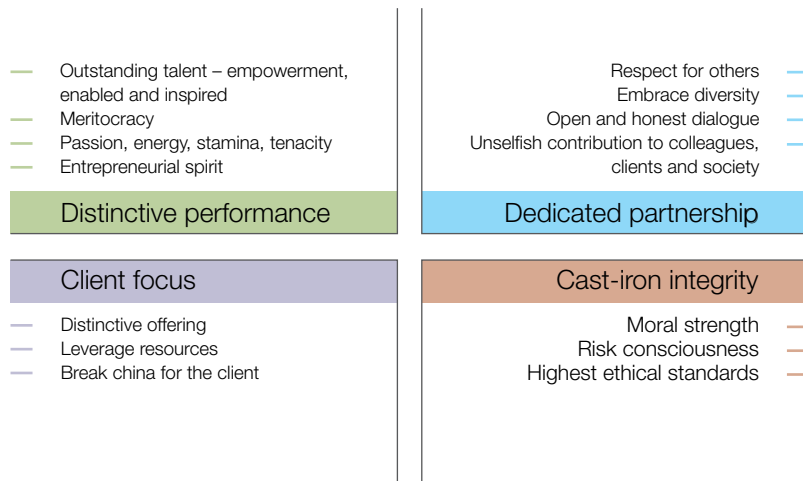 Outstanding talent – empowerment,
enabled and inspired
Meritocracy
Passion, energy, stamina, tenacity
Entrepreneurial spirit
Distinctive performance
Respect for others
Embrace diversity
Open and honest dialogue
Unselfish contribution to colleagues,
clients and society
Dedicated partnership
Client focus
Distinctive offering
Leverage resources
Break china for the client
Cast-iron integrity
Moral strength
Risk consciousness
Highest ethical standards